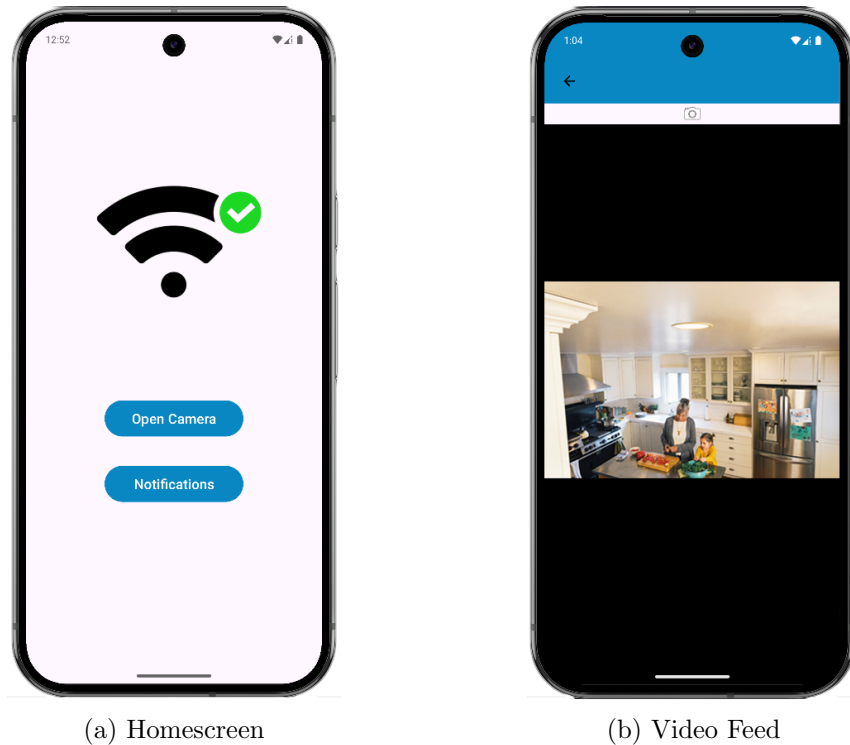 12:52
Open Camera
Notifications
(a) Homescreen
1:04
(b) Video Feed